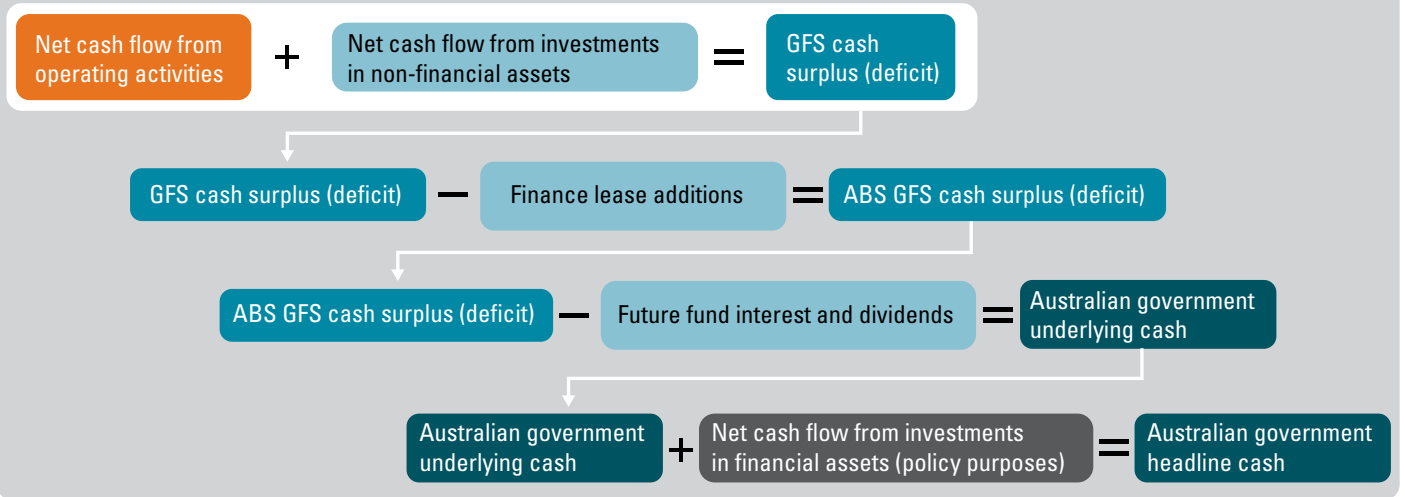 Net cash flow from
operating activities
+
Net cash flow from investments
in non-financial assets
=
GFS cash
surplus (deficit)
GFS cash surplus (deficit)
—
Finance lease additions
=
ABS GFS cash surplus (deficit)
ABS GFS cash surplus (deficit)
—
Future fund interest and dividends
=
Australian government
underlying cash
Australian government
underlying cash
+
Net cash flow from investments
in financial assets (policy purposes)
=
Australian government
headline cash